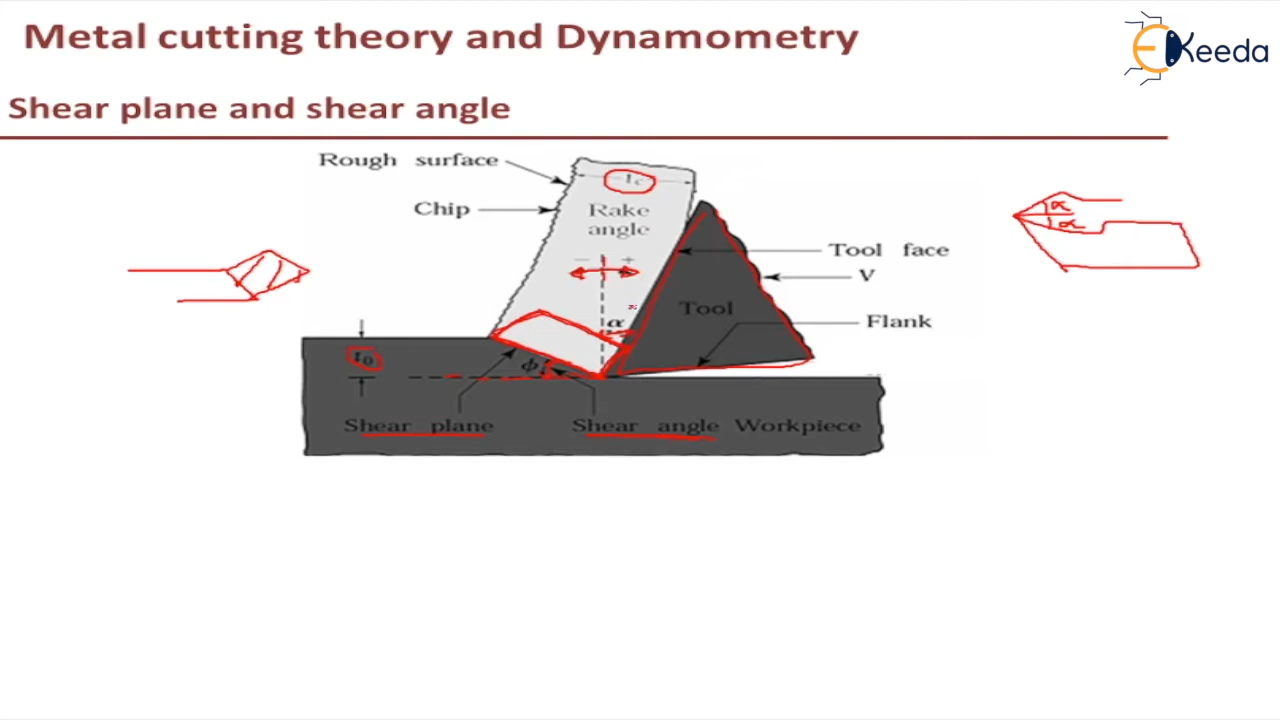 Metal cutting theory and Dynamometry
EKeeda
Shear plane and shear angle
Rough surface
tc
Chip
Rake
angle
− +
Tool face
V
Tool
Flank
α
t0
ϕ
Shear plane
Shear angle
Workpiece
α
α